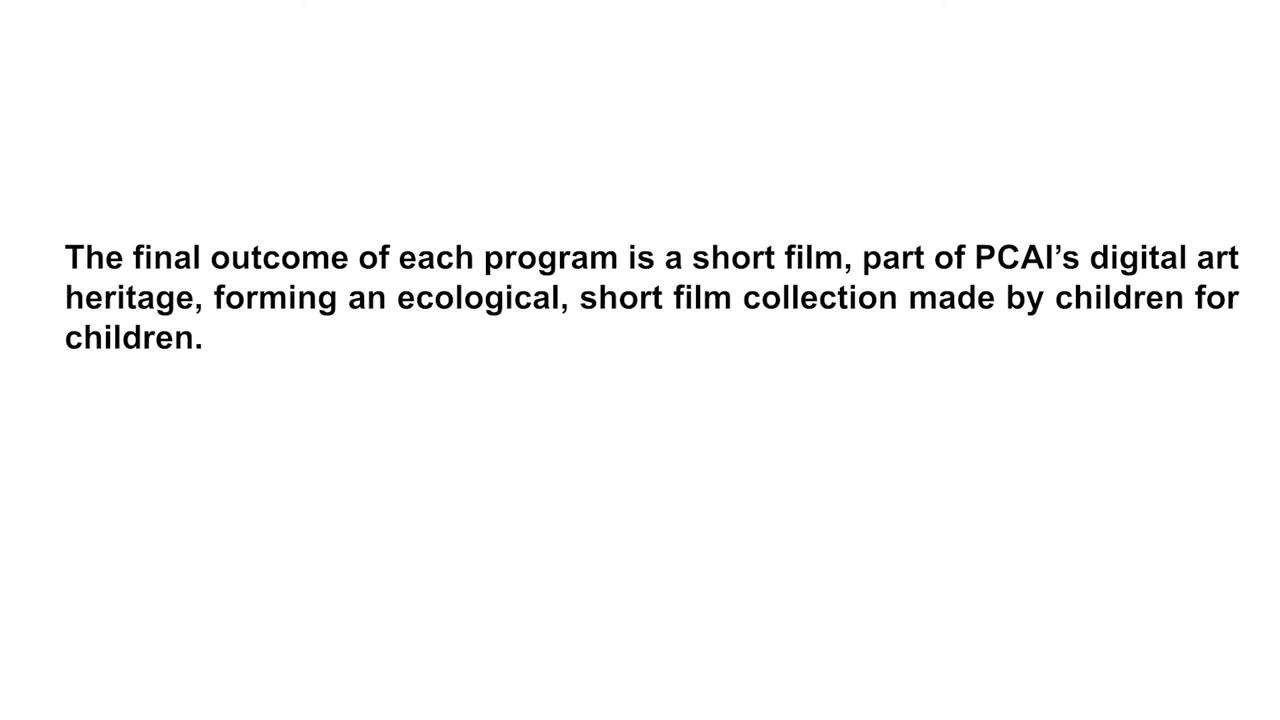 The final outcome of each program is a short film, part of PCAI’s digital art
heritage, forming an ecological, short film collection made by children for
children.